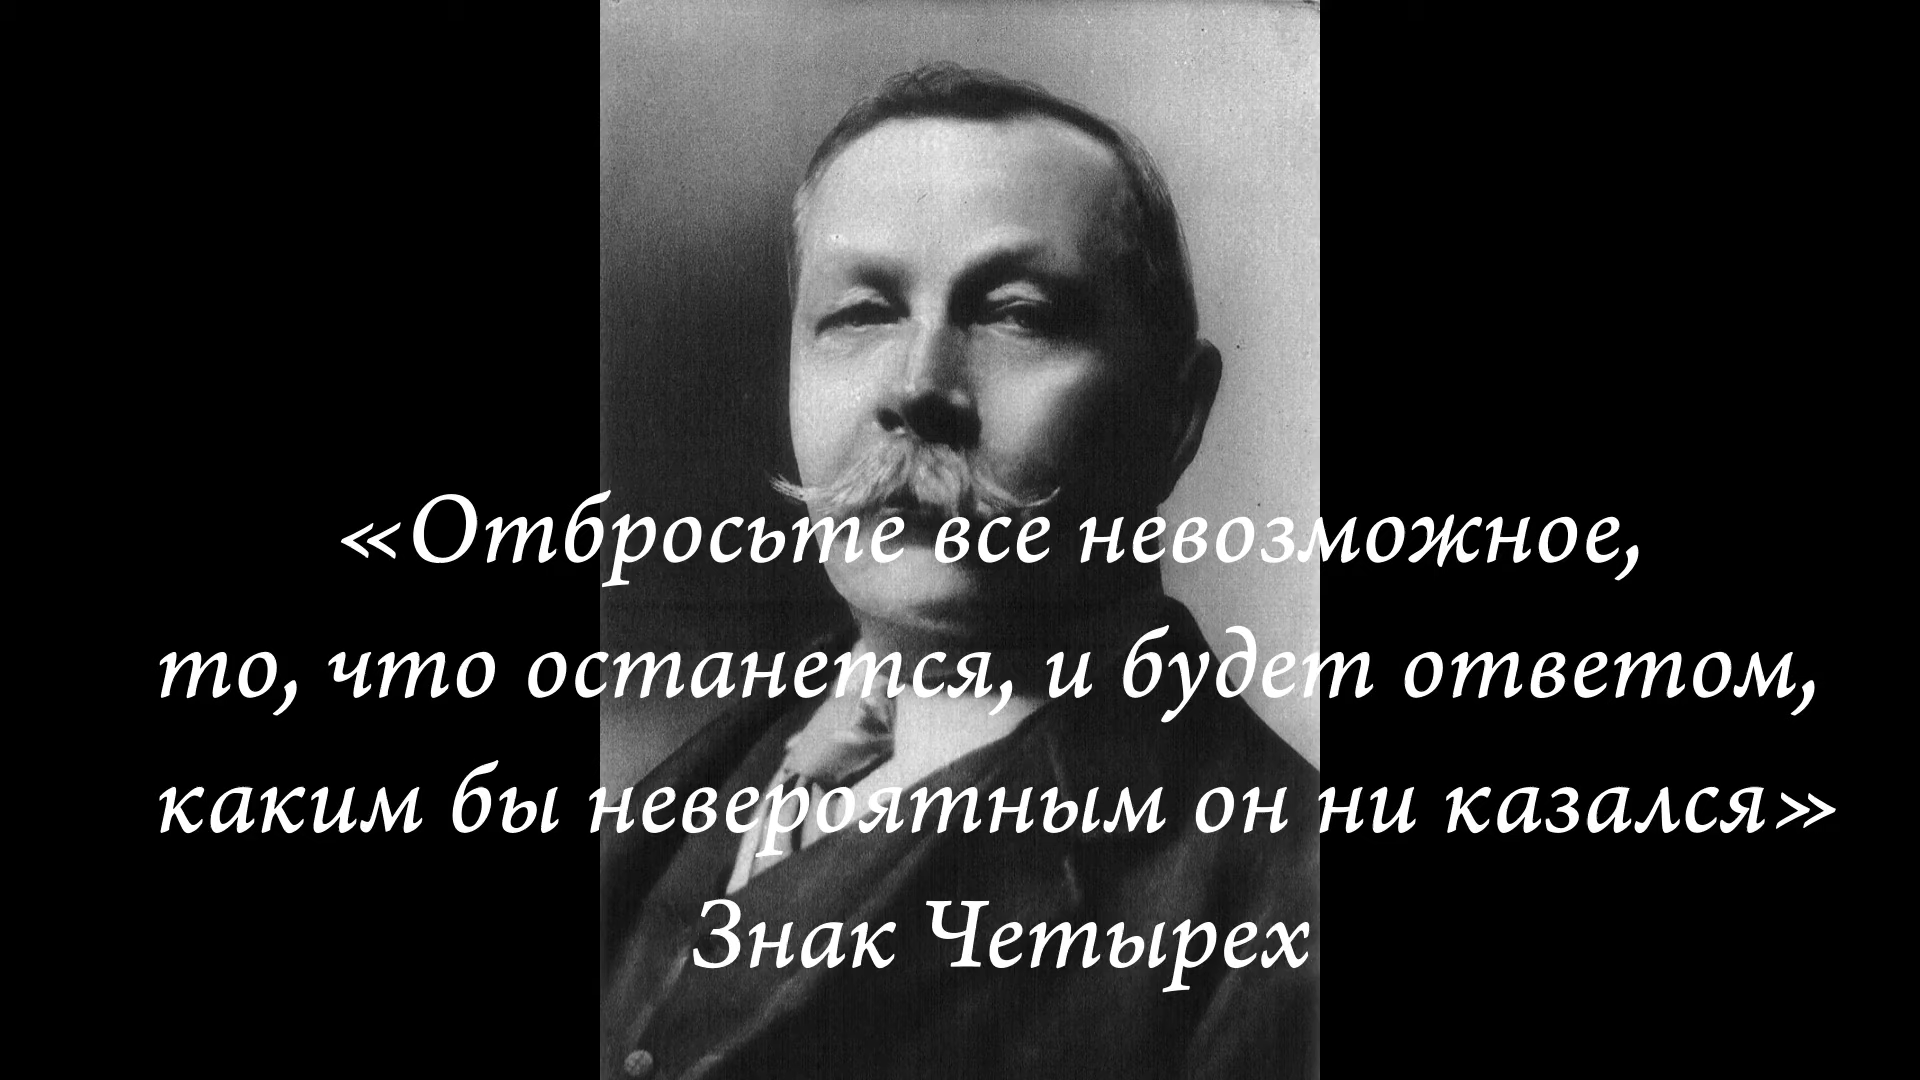 «Отбросьте все невозможное,
то, что останется, и будет ответом,
каким бы невероятным он ни казался»
Знак Четырех